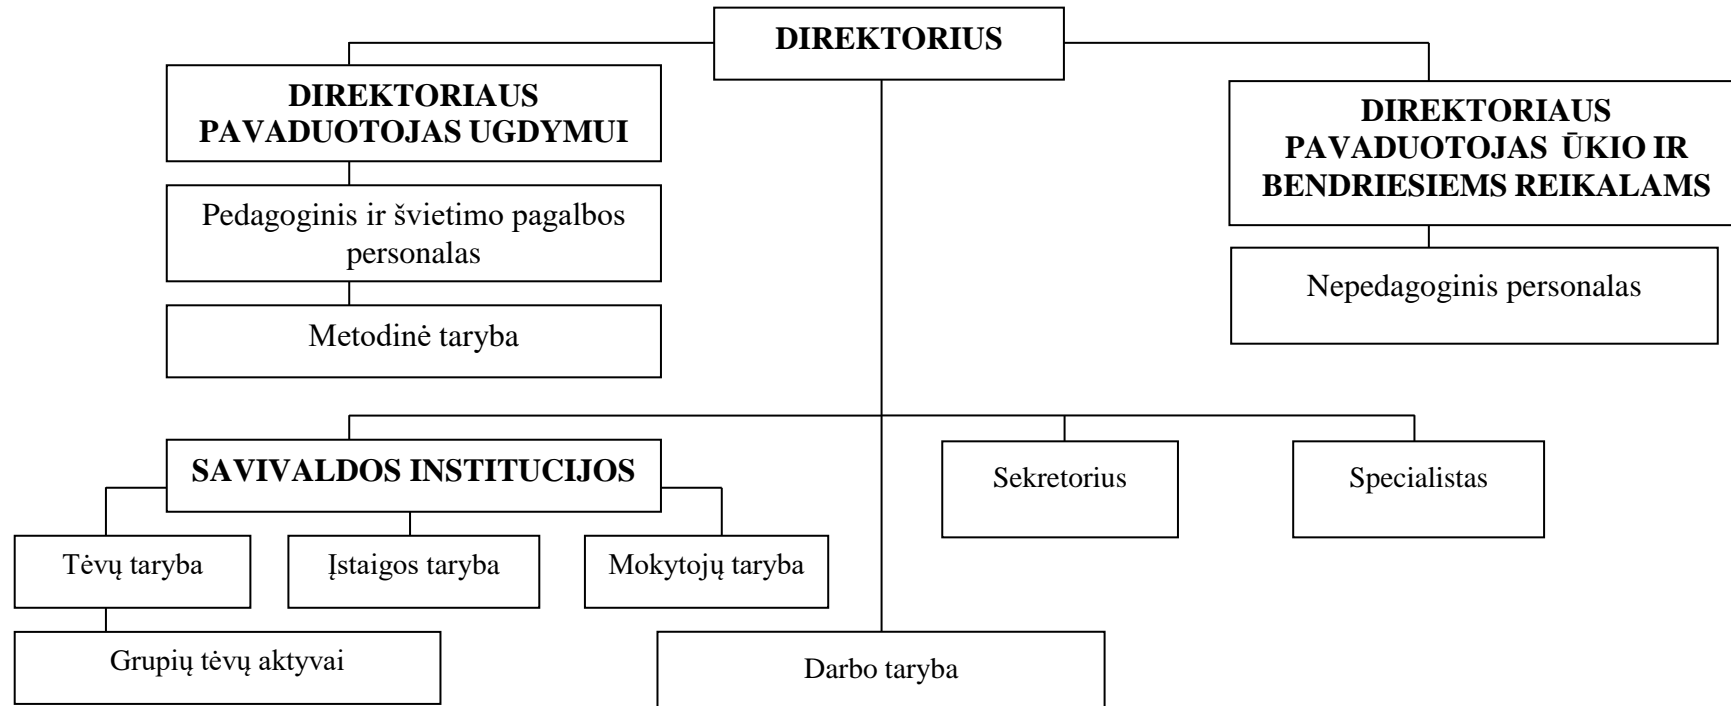 DIREKTORIUS
DIREKTORIAUS
PAVADUOTOJAS UGDYMUI
DIREKTORIAUS
PAVADUOTOJAS ŪKIO IR
BENDRIESIEMS REIKALAMS
Pedagoginis ir švietimo pagalbos
personalas
Nepedagoginis personalas
Metodinė taryba
SAVIVALDOS INSTITUCIJOS
Sekretorius
Specialistas
Tėvų taryba
Įstaigos taryba
Mokytojų taryba
Grupių tėvų aktyvai
Darbo taryba